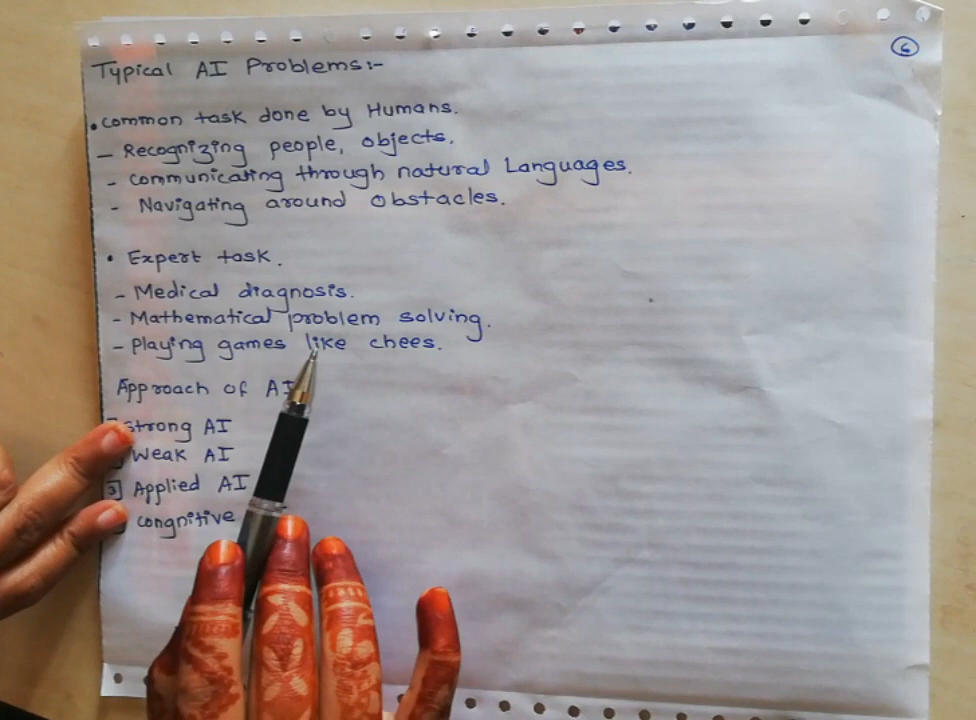 6
Typical AI Problems:-
• common task done by Humans.
- Recognizing people, objects.
- communicating through natural Languages.
- Navigating around obstacles.
• Expert task.
- Medical diagnosis.
- Mathematical problem solving.
- Playing games like chees.
Approach of AI
strong AI
Weak AI
3] Applied AI
congnitive